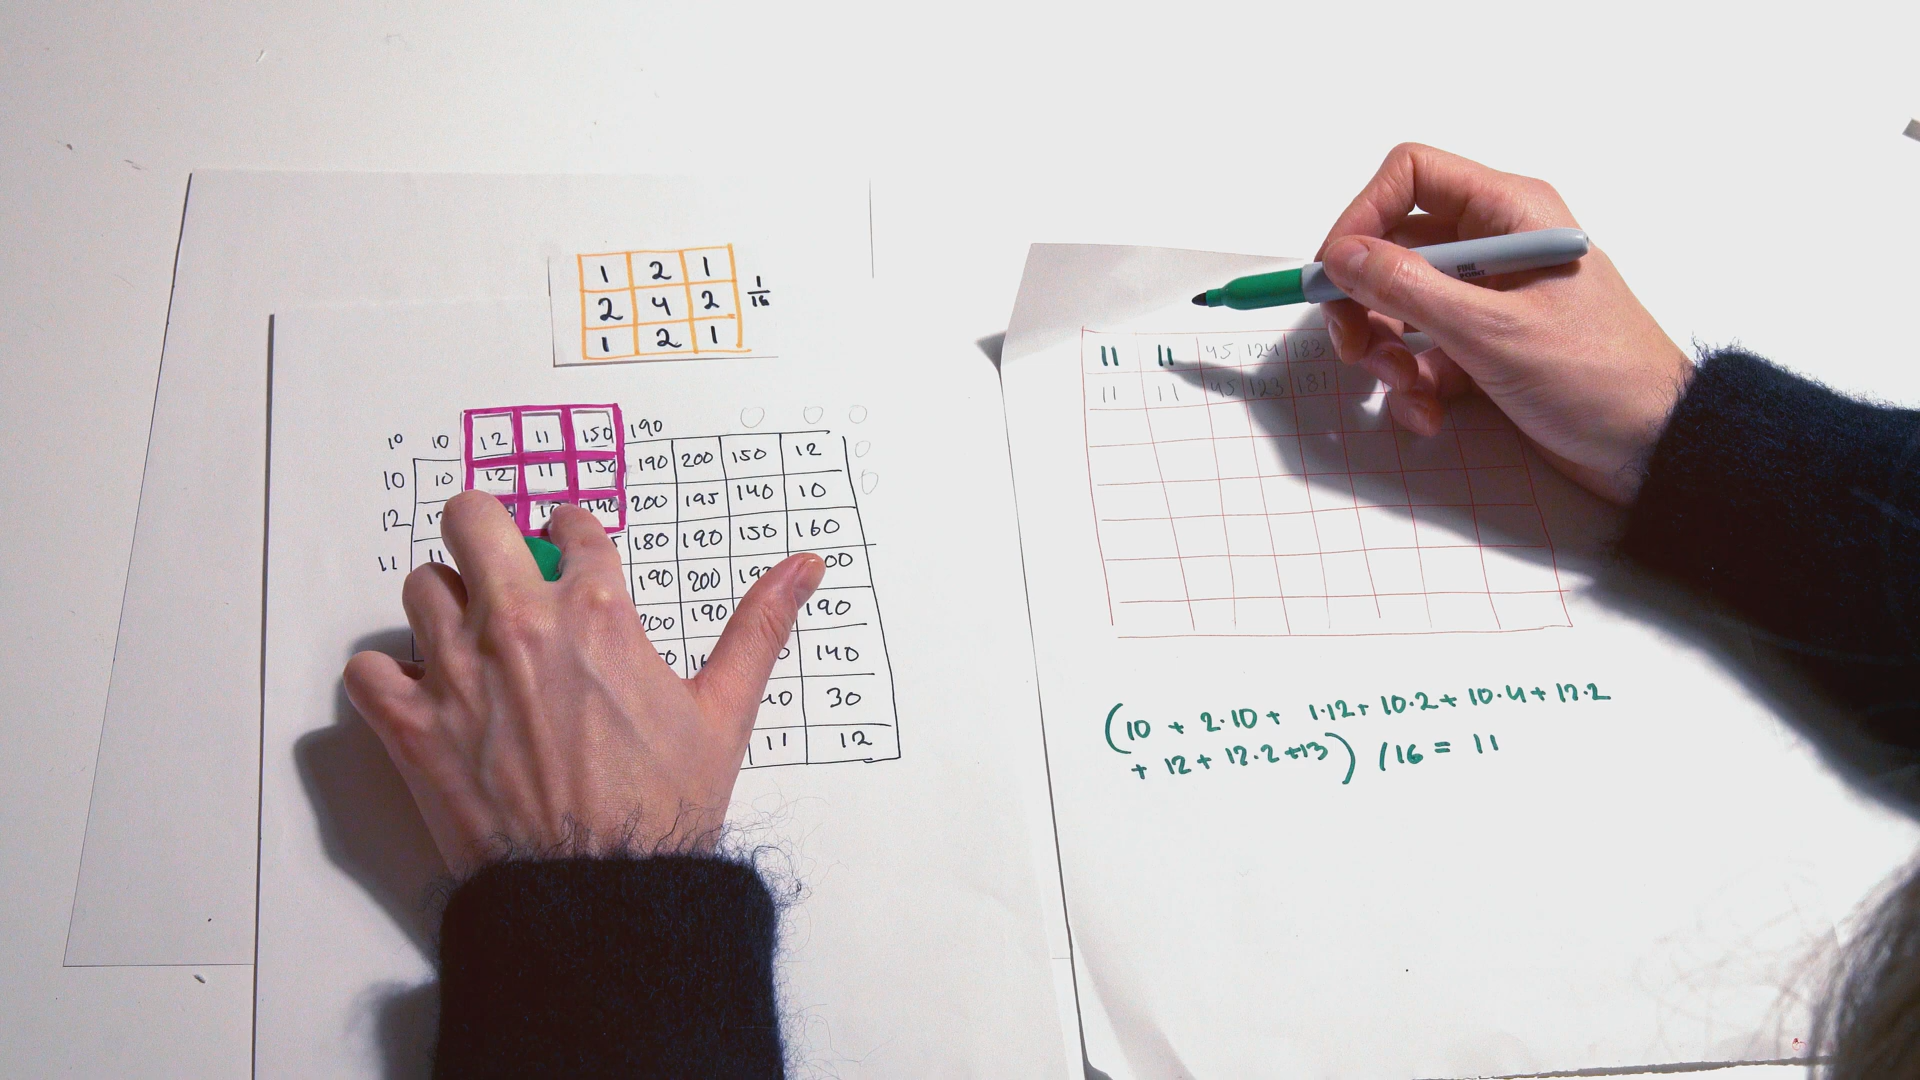 1 2 1
2 4 2
1 2 1
1/16
10 10 12 11 150 190
10 10 12 11 150 190 200 150 12
12 200 195 140 10
11 11 180 190 150 160
190 200
200 190 190
140
30
11 12
11 11 45 124 183
11 11 45 123 181
FINE
POINT
(10 + 2·10 + 1·12+ 10·2 + 10·4 + 12·2
+ 12 + 12·2 +13) /16 = 11